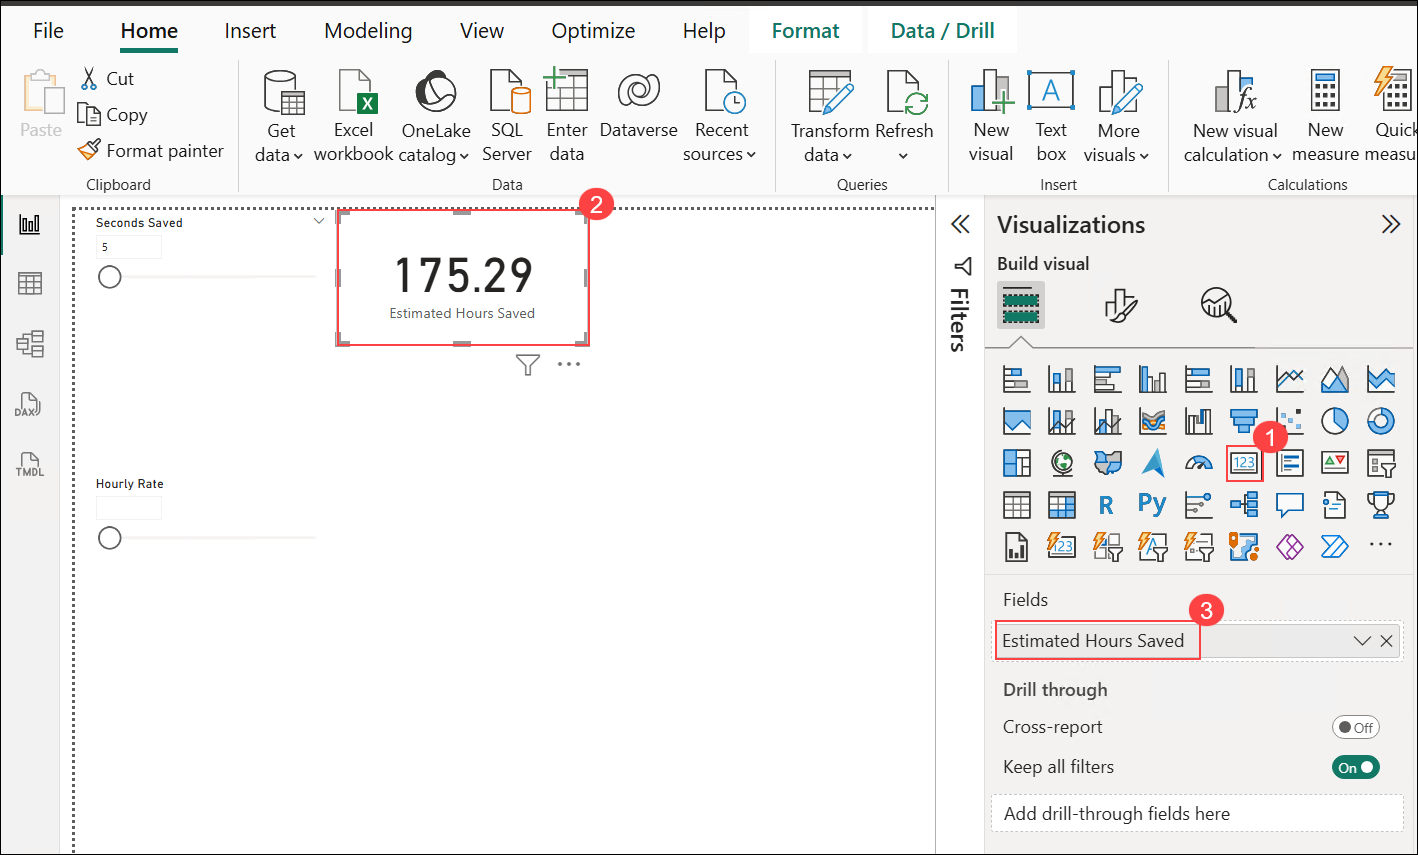 File Home Insert Modeling View Optimize Help Format Data / Drill
Paste
Cut
Copy
Format painter
Clipboard
Get
data
Excel
workbook
OneLake
catalog
SQL
Server
Enter
data
Dataverse
Recent
sources
Data
Transform
data
Refresh
Queries
New
visual
Text
box
More
visuals
Insert
New visual
calculation
New
measure
Quick
measu
Calculations
Seconds Saved
5
2
175.29
Estimated Hours Saved
Hourly Rate
DAX
TMDL
Filters
Visualizations
Build visual
1
123
R
Py
123
Fields
3
Estimated Hours Saved
Drill through
Cross-report
Off
Keep all filters
On
Add drill-through fields here